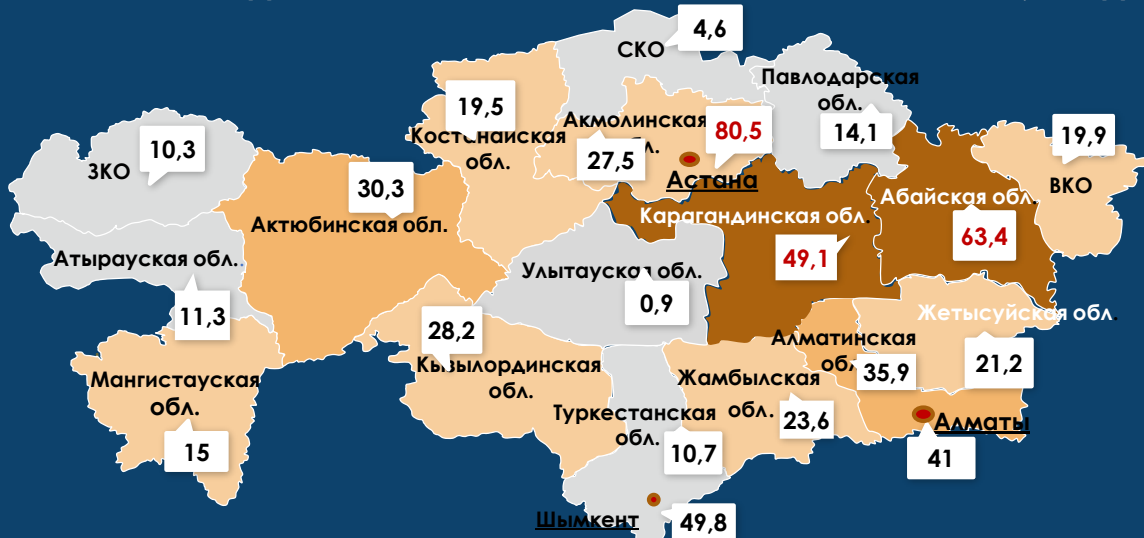 4,6
СКО
Павлодарская
обл.
14,1
19,5
Костанайская
обл.
Акмолинская
обл.
27,5
80,5
Астана
19,9
ВКО
10,3
ЗКО
30,3
Актюбинская обл.
Карагандинская обл.
49,1
Абайская обл.
63,4
Атырауская обл.
11,3
Улытауская обл.
0,9
Жетысуйская обл.
21,2
28,2
Кызылординская
обл.
Алматинская
обл.
35,9
Мангистауская
обл.
15
Жамбылская
обл.
23,6
Туркестанская
обл.
10,7
Алматы
41
Шымкент
49,8